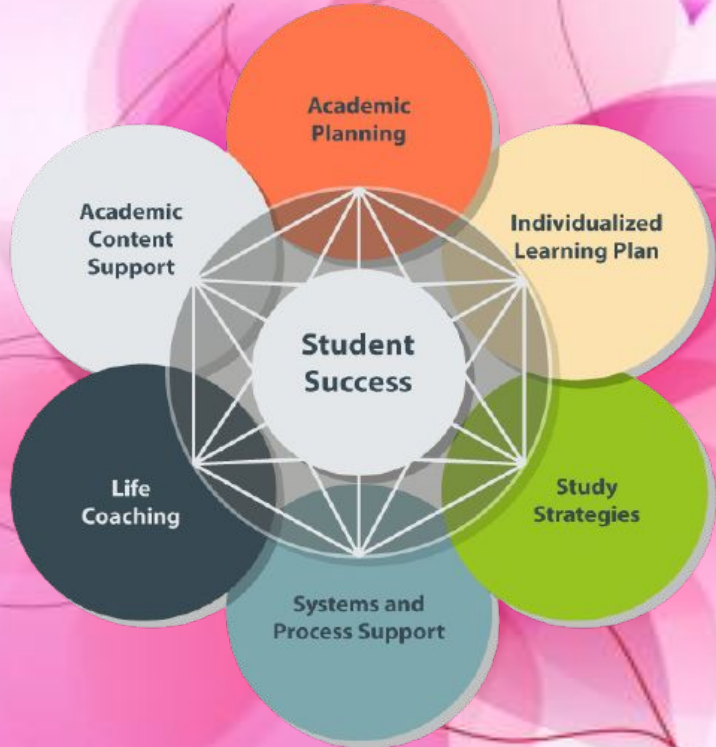 Academic
Planning
Individualized
Learning Plan
Study
Strategies
Systems and
Process Support
Life
Coaching
Academic
Content
Support
Student
Success